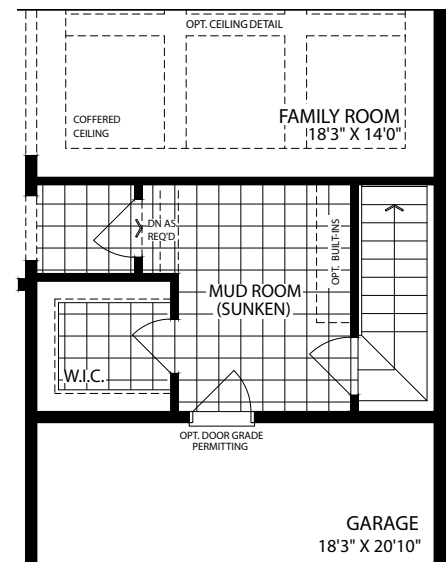 OPT. CEILING DETAIL
COFFERED
CEILING
FAMILY ROOM
18'3" X 14'0"
DN AS
REQ'D
OPT. BUILT-INS
MUD ROOM
(SUNKEN)
W.I.C.
OPT. DOOR GRADE
PERMITTING
GARAGE
18'3" X 20'10"